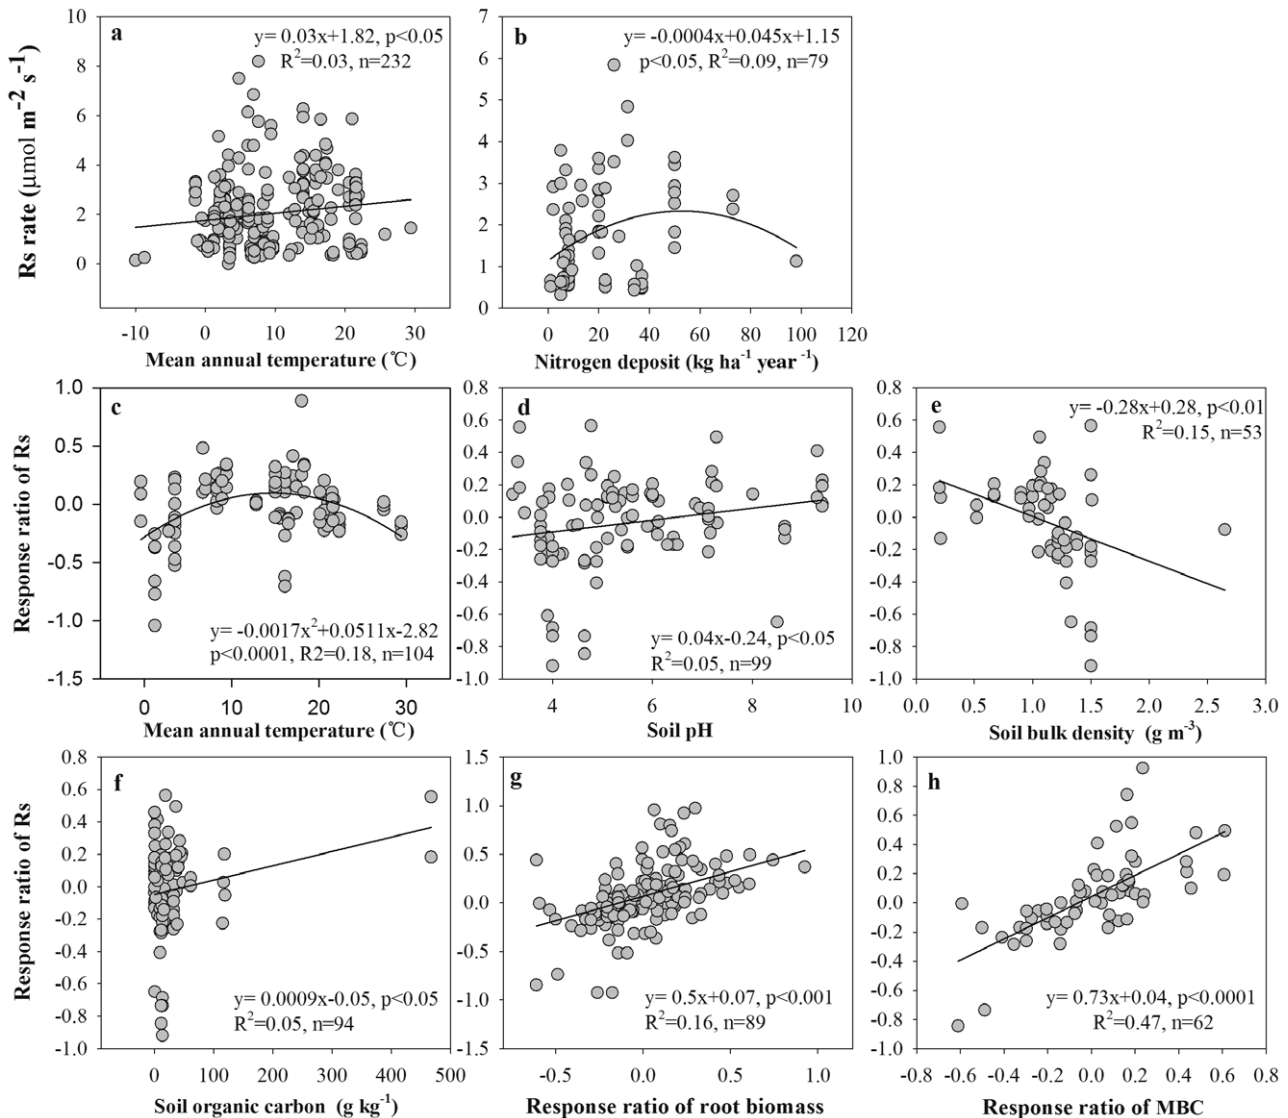 a
y= 0.03x+1.82, p<0.05
R²=0.03, n=232
Rs rate (μmol m⁻² s⁻¹)
10
8
6
4
2
0
-10 0 10 20 30
Mean annual temperature (℃)
b
y= -0.0004x+0.045x+1.15
p<0.05, R²=0.09, n=79
7
6
5
4
3
2
1
0
0 20 40 60 80 100 120
Nitrogen deposit (kg ha⁻¹ year ⁻¹)
c
y= -0.0017x²+0.0511x-2.82
p<0.0001, R2=0.18, n=104
Response ratio of Rs
1.0
0.5
0.0
-0.5
-1.0
-1.5
0 10 20 30
Mean annual temperature (℃)
d
y= 0.04x-0.24, p<0.05
R²=0.05, n=99
0.8
0.6
0.4
0.2
0.0
-0.2
-0.4
-0.6
-0.8
-1.0
4 6 8 10
Soil pH
e
y= -0.28x+0.28, p<0.01
R²=0.15, n=53
0.8
0.6
0.4
0.2
0.0
-0.2
-0.4
-0.6
-0.8
-1.0
0.0 0.5 1.0 1.5 2.0 2.5 3.0
Soil bulk density (g m⁻³)
f
y= 0.0009x-0.05, p<0.05
R²=0.05, n=94
Response ratio of Rs
0.8
0.6
0.4
0.2
0.0
-0.2
-0.4
-0.6
-0.8
-1.0
0 100 200 300 400 500
Soil organic carbon (g kg⁻¹)
g
y= 0.5x+0.07, p<0.001
R²=0.16, n=89
1.5
1.0
0.5
0.0
-0.5
-1.0
-1.5
-0.5 0.0 0.5 1.0
Response ratio of root biomass
h
y= 0.73x+0.04, p<0.0001
R²=0.47, n=62
1.0
0.8
0.6
0.4
0.2
0.0
-0.2
-0.4
-0.6
-0.8
-1.0
-0.8 -0.6 -0.4 -0.2 0.0 0.2 0.4 0.6 0.8
Response ratio of MBC